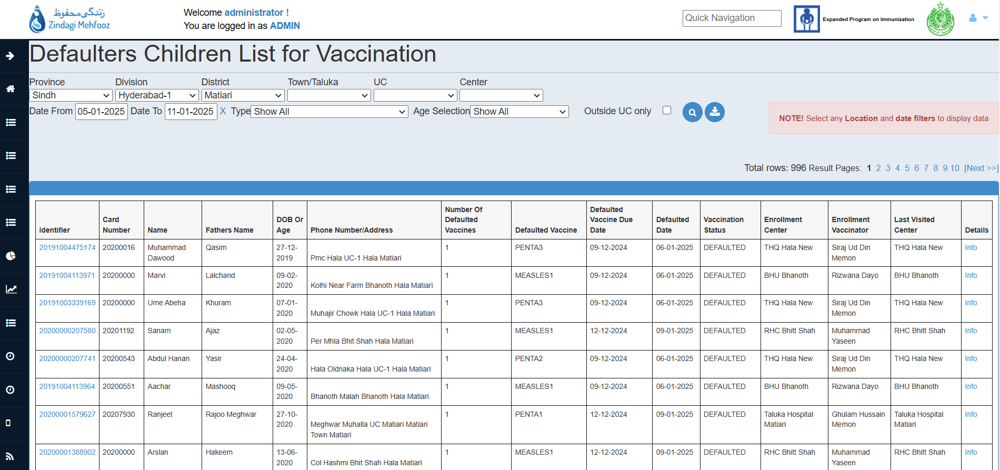 زندگی محفوظ
Zindagi Mehfooz
Welcome administrator !
You are logged in as ADMIN
Quick Navigation
Expanded Program on Immunization
Defaulters Children List for Vaccination
Province Division District Town/Taluka UC Center
Sindh Hyderabad-1 Matiari
Date From 05-01-2025 Date To 11-01-2025 X Type Show All Age Selection Show All Outside UC only
NOTE! Select any Location and date filters to display data
Total rows: 996 Result Pages: 1 2 3 4 5 6 7 8 9 10 [Next >>]
Identifier Card Number Name Fathers Name DOB Or Age Phone Number/Address Number Of Defaulted Vaccines Defaulted Vaccine Defaulted Vaccine Due Date Defaulted Date Vaccination Status Enrollment Center Enrollment Vaccinator Last Visited Center Details
20191004475174 20200016 Muhammad Dawood Qasim 27-12-2019 Pmc Hala UC-1 Hala Matiari 1 PENTA3 09-12-2024 06-01-2025 DEFAULTED THQ Hala New Siraj Ud Din Memon THQ Hala New Info
20191004113971 20200000 Marvi Lalchand 09-02-2020 Kolhi Near Farm Bhanoth Hala Matiari 1 MEASLES1 09-12-2024 06-01-2025 DEFAULTED BHU Bhanoth Rizwana Dayo BHU Bhanoth Info
20191003339169 20200000 Ume Abeha Khuram 07-01-2020 Muhajir Chowk Hala UC-1 Hala Matiari 1 PENTA3 09-12-2024 06-01-2025 DEFAULTED THQ Hala New Siraj Ud Din Memon THQ Hala New Info
20200000207580 20201192 Sanam Ajaz 02-05-2020 Per Mhla Bhit Shah Hala Matiari 1 MEASLES1 12-12-2024 09-01-2025 DEFAULTED RHC Bhitt Shah Muhammad Yaseen RHC Bhitt Shah Info
20200000207741 20200543 Abdul Hanan Yasir 24-04-2020 Hala Oldnaka Hala UC-1 Hala Matiari 1 PENTA2 09-12-2024 06-01-2025 DEFAULTED THQ Hala New Siraj Ud Din Memon THQ Hala New Info
20191004113964 20200551 Aachar Mashooq 09-05-2020 Bhanoth Malah Bhanoth Hala Matiari 1 MEASLES1 09-12-2024 06-01-2025 DEFAULTED BHU Bhanoth Rizwana Dayo BHU Bhanoth Info
20200001579627 20207930 Ranjeet Rajoo Meghwar 27-10-2020 Meghwar Muhalla UC Matiari Matiari Town Matiari 1 PENTA1 12-12-2024 09-01-2025 DEFAULTED Taluka Hospital Matiari Ghulam Hussain Memon Taluka Hospital Matiari Info
20200001388902 20200000 Arslan Hakeem 13-06-2020 Col Hashmi Bhit Shah Hala Matiari 1 MEASLES1 12-12-2024 09-01-2025 DEFAULTED RHC Bhitt Shah Muhammad Yaseen RHC Bhitt Shah Info